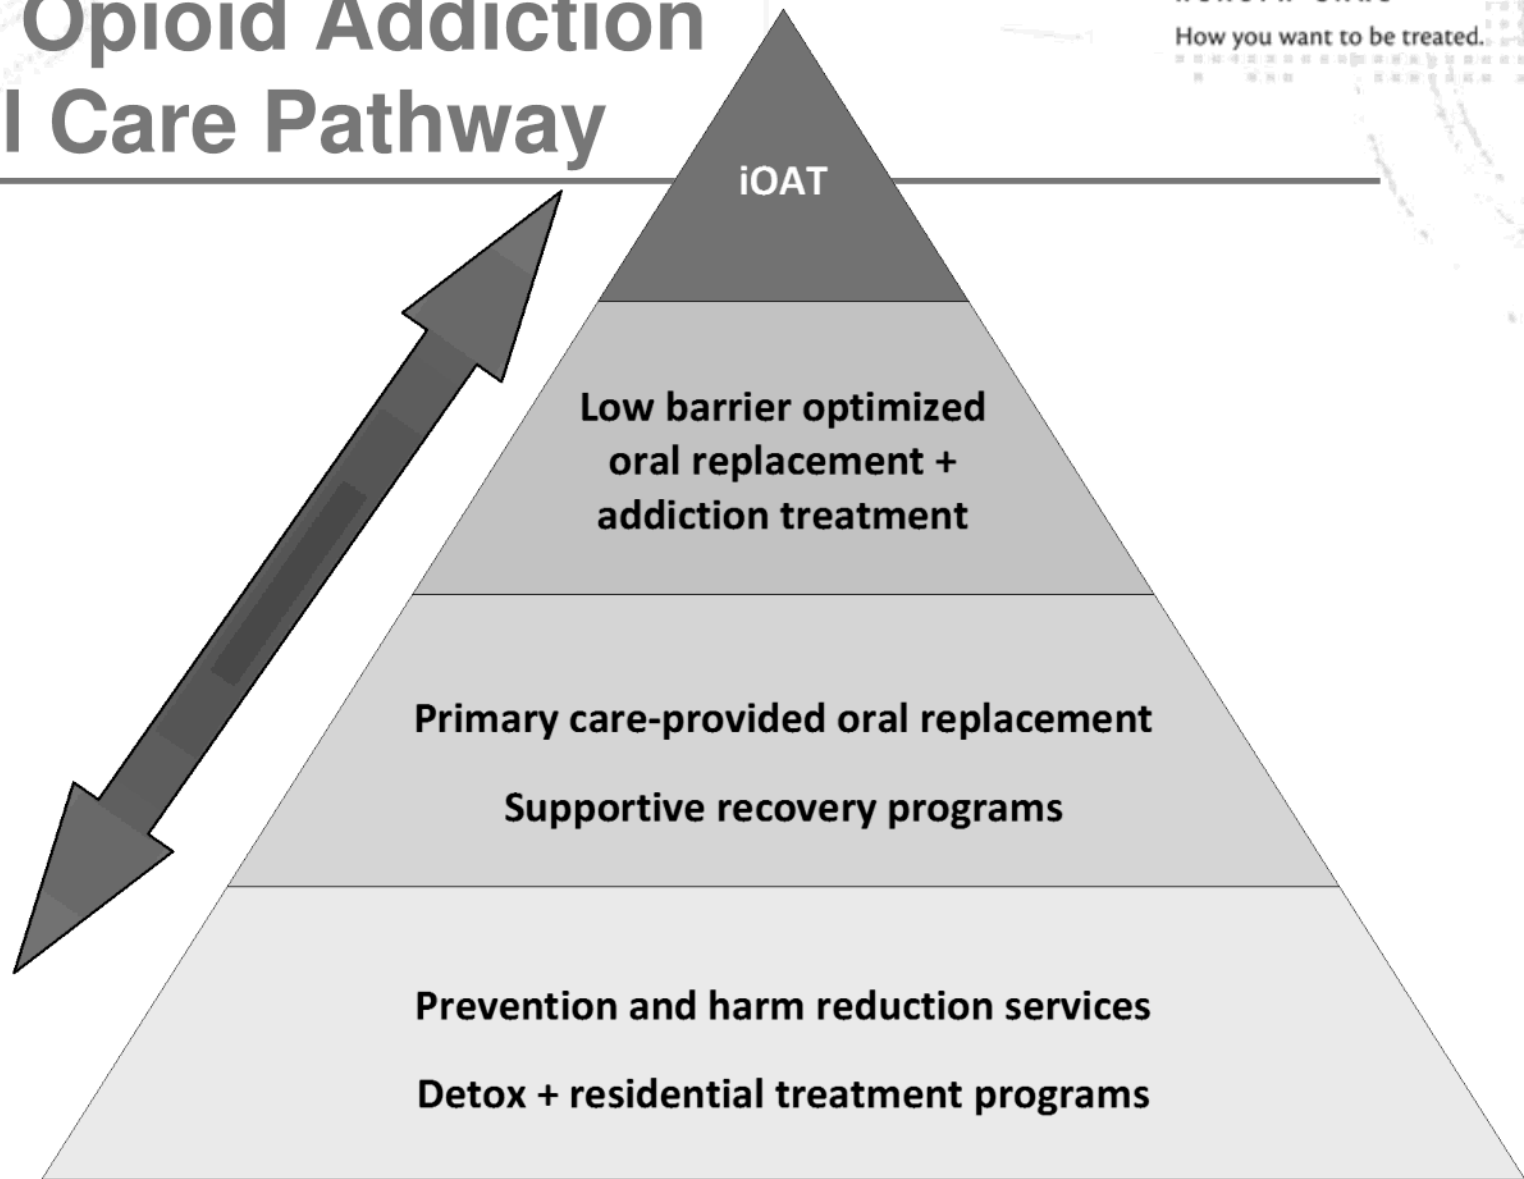 Opioid Addiction
l Care Pathway
How you want to be treated.
iOAT
Low barrier optimized
oral replacement +
addiction treatment
Primary care-provided oral replacement
Supportive recovery programs
Prevention and harm reduction services
Detox + residential treatment programs